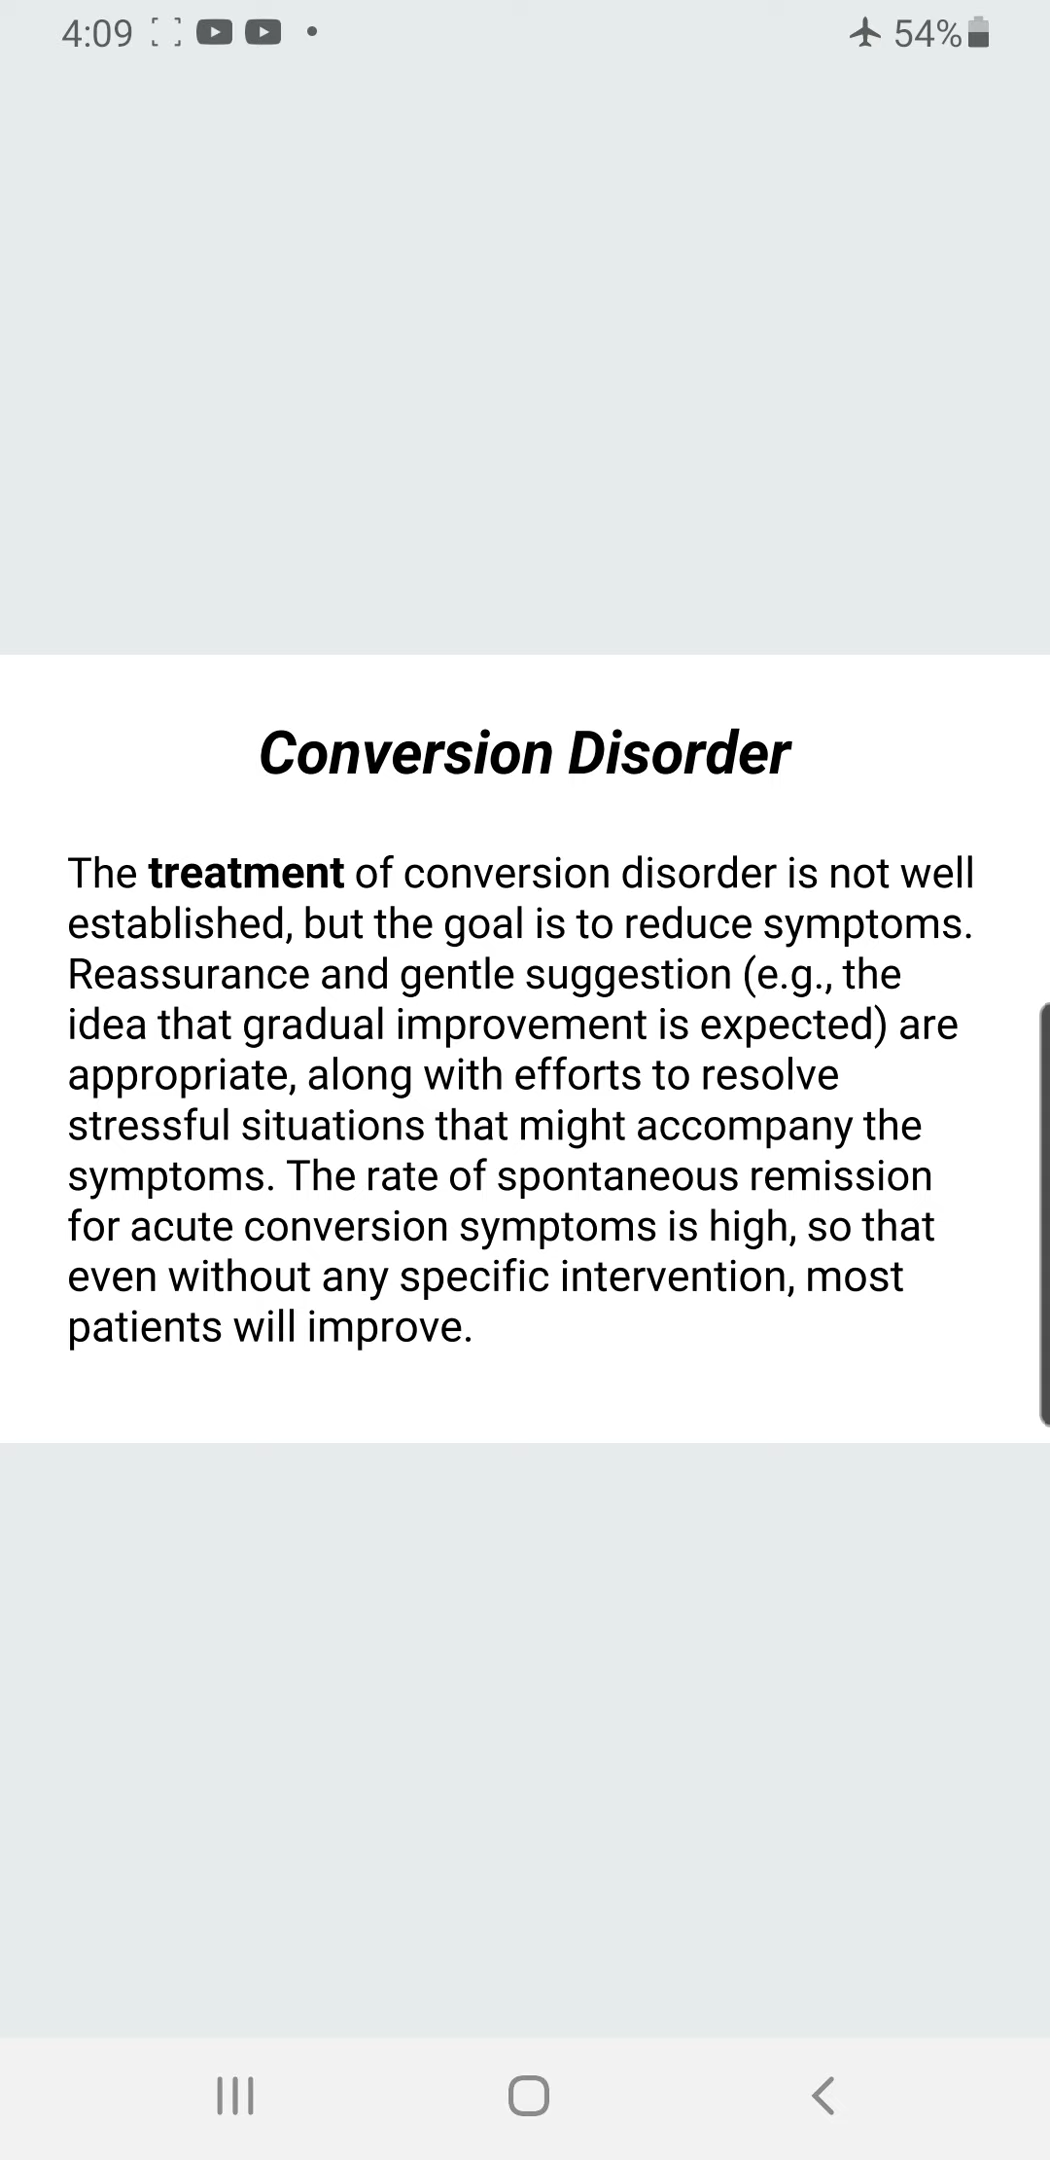 4:09
54%
Conversion Disorder
The treatment of conversion disorder is not well
established, but the goal is to reduce symptoms.
Reassurance and gentle suggestion (e.g., the
idea that gradual improvement is expected) are
appropriate, along with efforts to resolve
stressful situations that might accompany the
symptoms. The rate of spontaneous remission
for acute conversion symptoms is high, so that
even without any specific intervention, most
patients will improve.